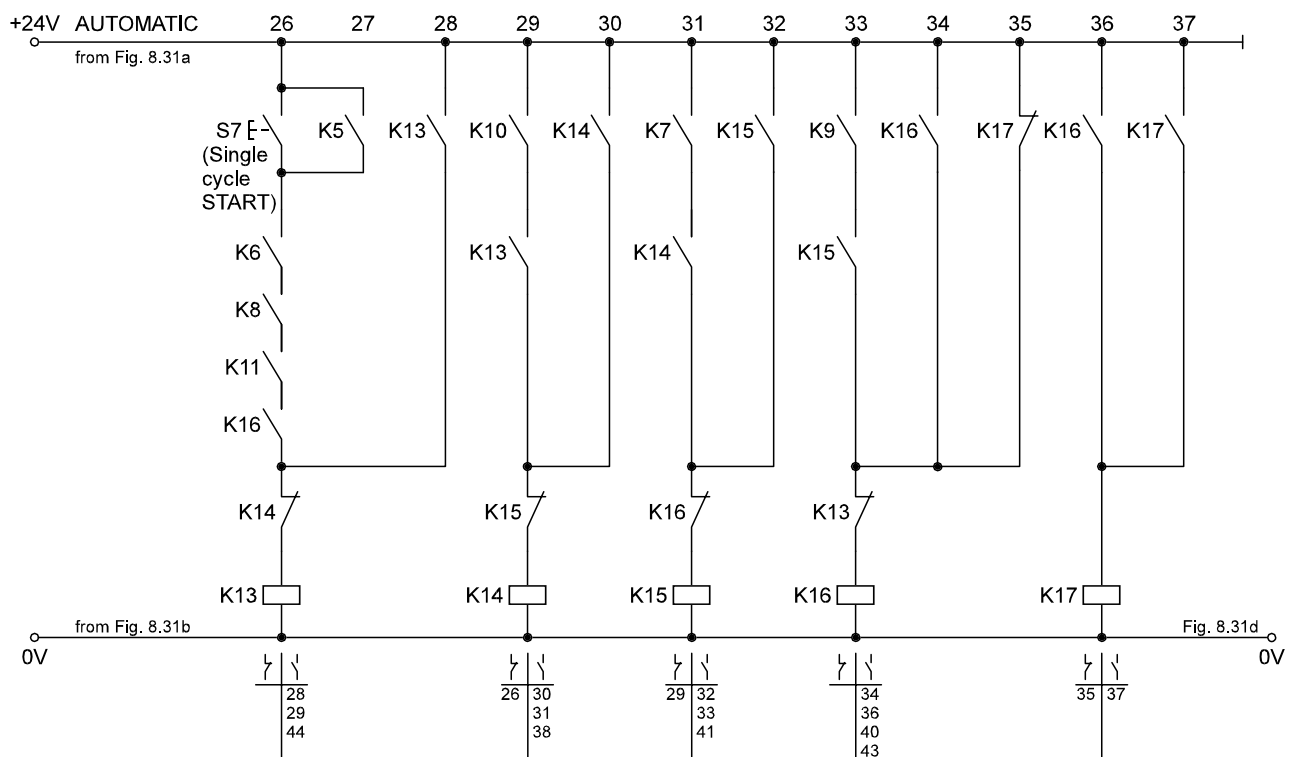 +24V AUTOMATIC 26 27 28 29 30 31 32 33 34 35 36 37
from Fig. 8.31a
S7 K5 K13 K10 K14 K7 K15 K9 K16 K17 K16 K17
(Single
cycle
START)
K6 K13 K14 K15
K8
K11
K16
K14 K15 K16 K13
K13 K14 K15 K16 K17
from Fig. 8.31b Fig. 8.31d
0V 0V
28 26 30 29 32 34 35 37
29 31 33 36
44 38 41 40
43